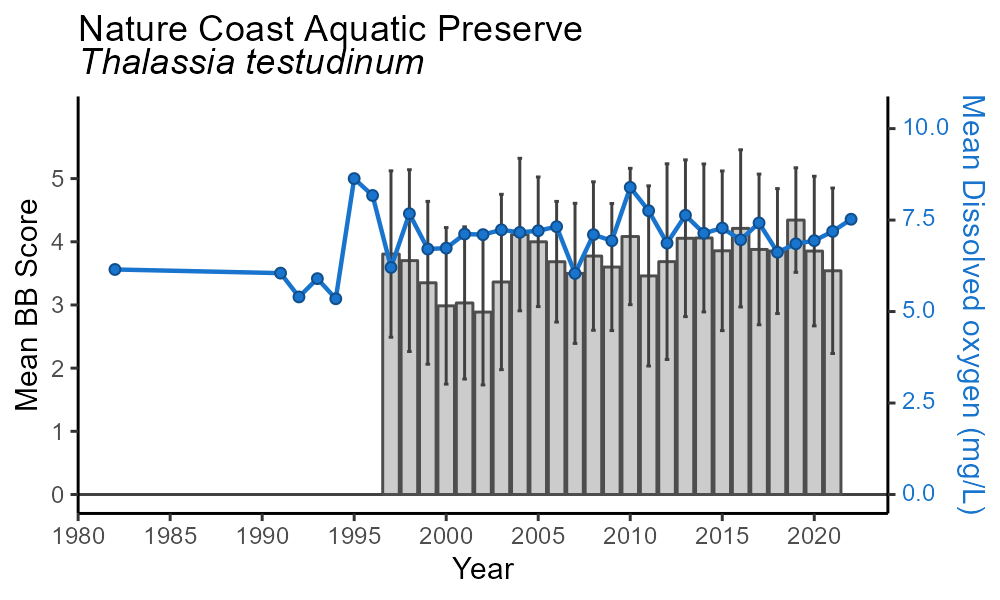 Nature Coast Aquatic Preserve
Thalassia testudinum
Mean BB Score
5
4
3
2
1
0
10.0
7.5
5.0
2.5
0.0
Mean Dissolved oxygen (mg/L)
1980 1985 1990 1995 2000 2005 2010 2015 2020
Year